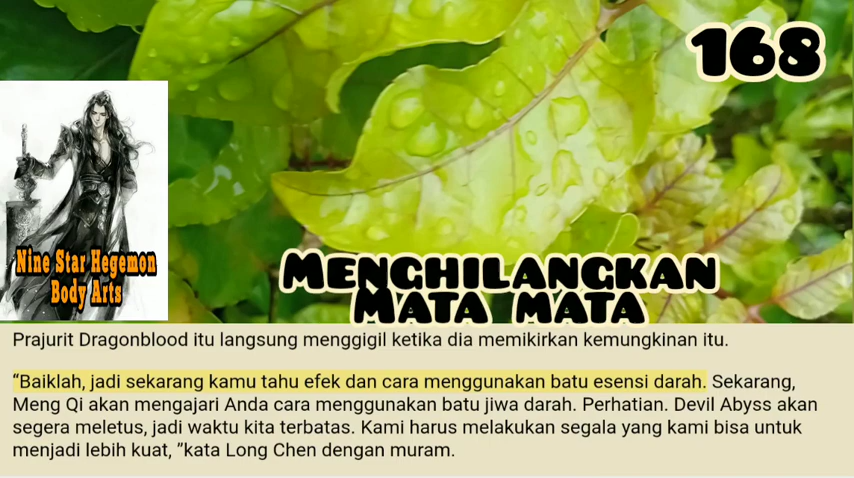 168
Nine Star Hegemon
Body Arts
Menghilangkan
Mata mata
Prajurit Dragonblood itu langsung menggigil ketika dia memikirkan kemungkinan itu.
“Baiklah, jadi sekarang kamu tahu efek dan cara menggunakan batu esensi darah. Sekarang,
Meng Qi akan mengajari Anda cara menggunakan batu jiwa darah. Perhatian. Devil Abyss akan
segera meletus, jadi waktu kita terbatas. Kami harus melakukan segala yang kami bisa untuk
menjadi lebih kuat, ”kata Long Chen dengan muram.